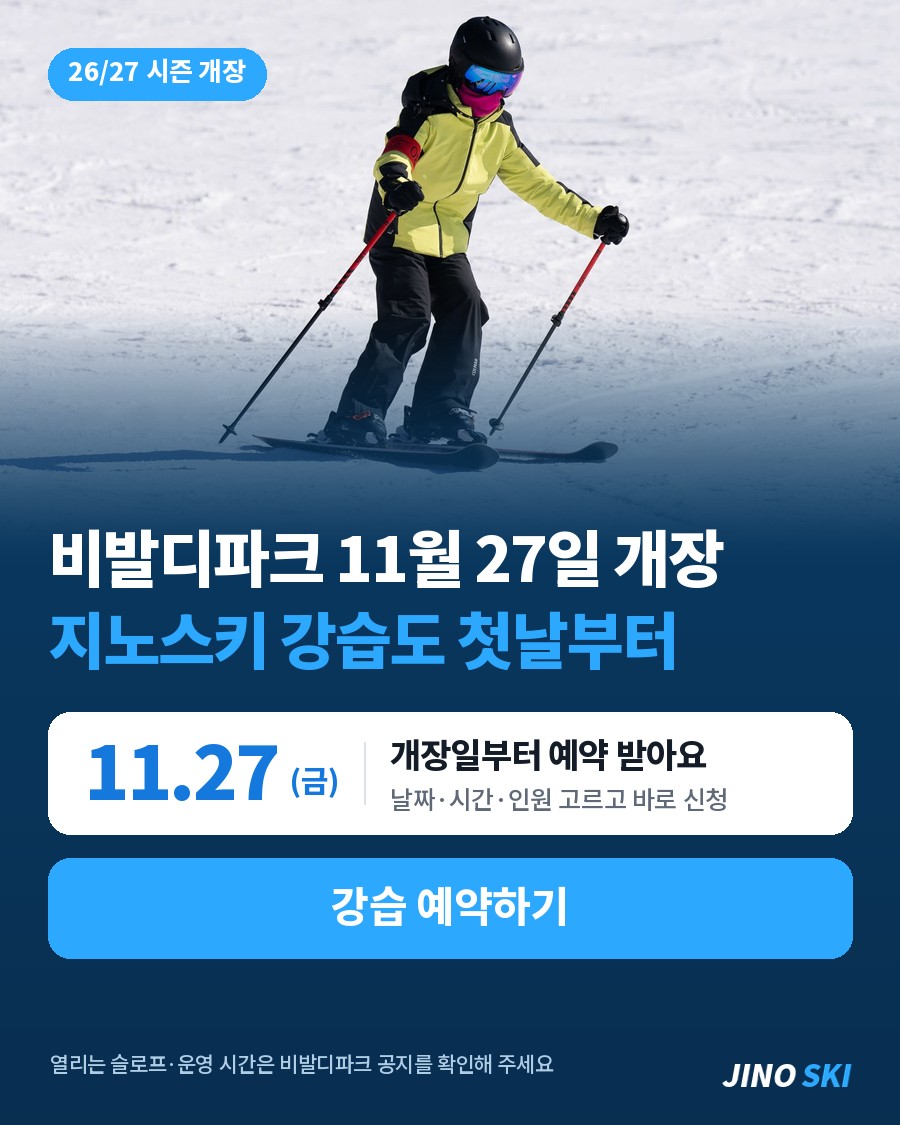 26/27 시즌 개장
비발디파크 11월 27일 개장
지노스키 강습도 첫날부터
11.27 (금)
개장일부터 예약 받아요
날짜·시간·인원 고르고 바로 신청
강습 예약하기
열리는 슬로프·운영 시간은 비발디파크 공지를 확인해 주세요
JINO SKI